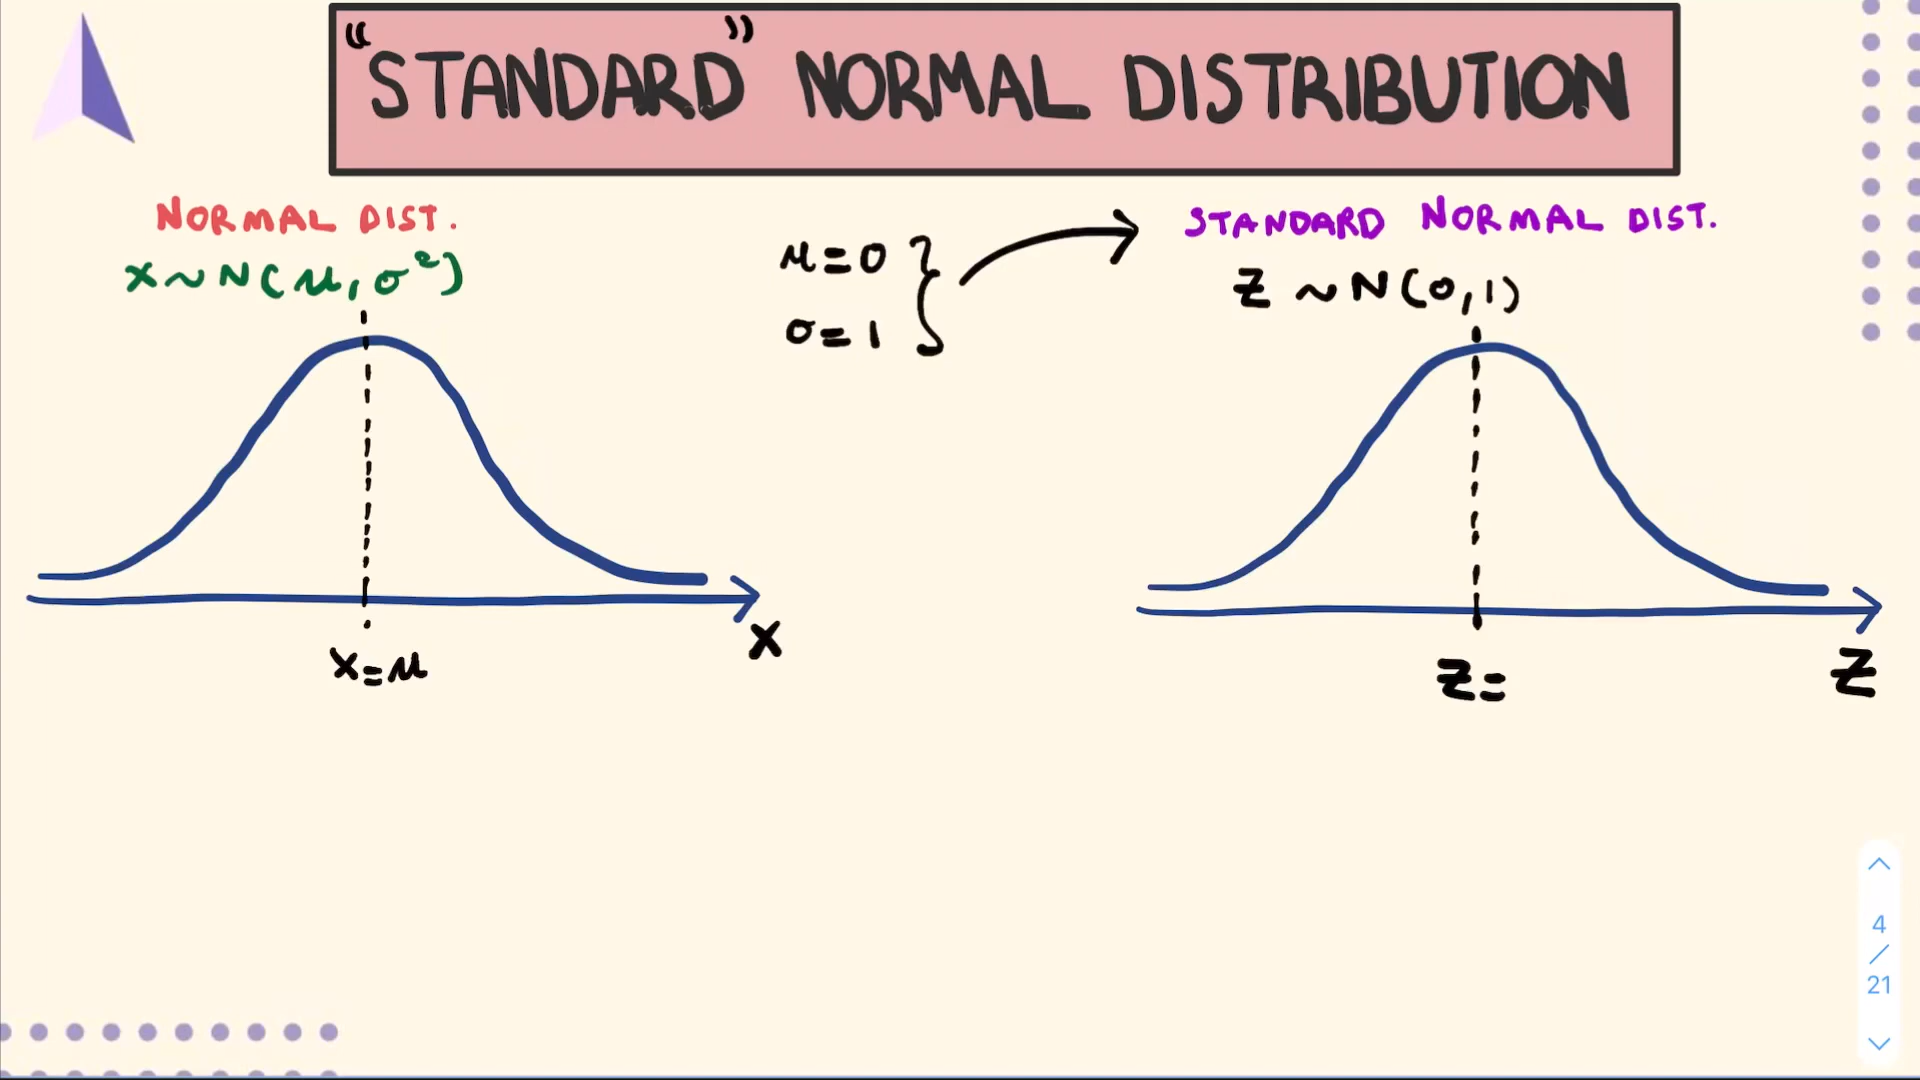 “STANDARD” NORMAL DISTRIBUTION
NORMAL DIST.
X ~ N(μ, σ²)
μ = 0
σ = 1
STANDARD NORMAL DIST.
Z ~ N(0,1)
X
X = μ
Z
Z =
4
/
21